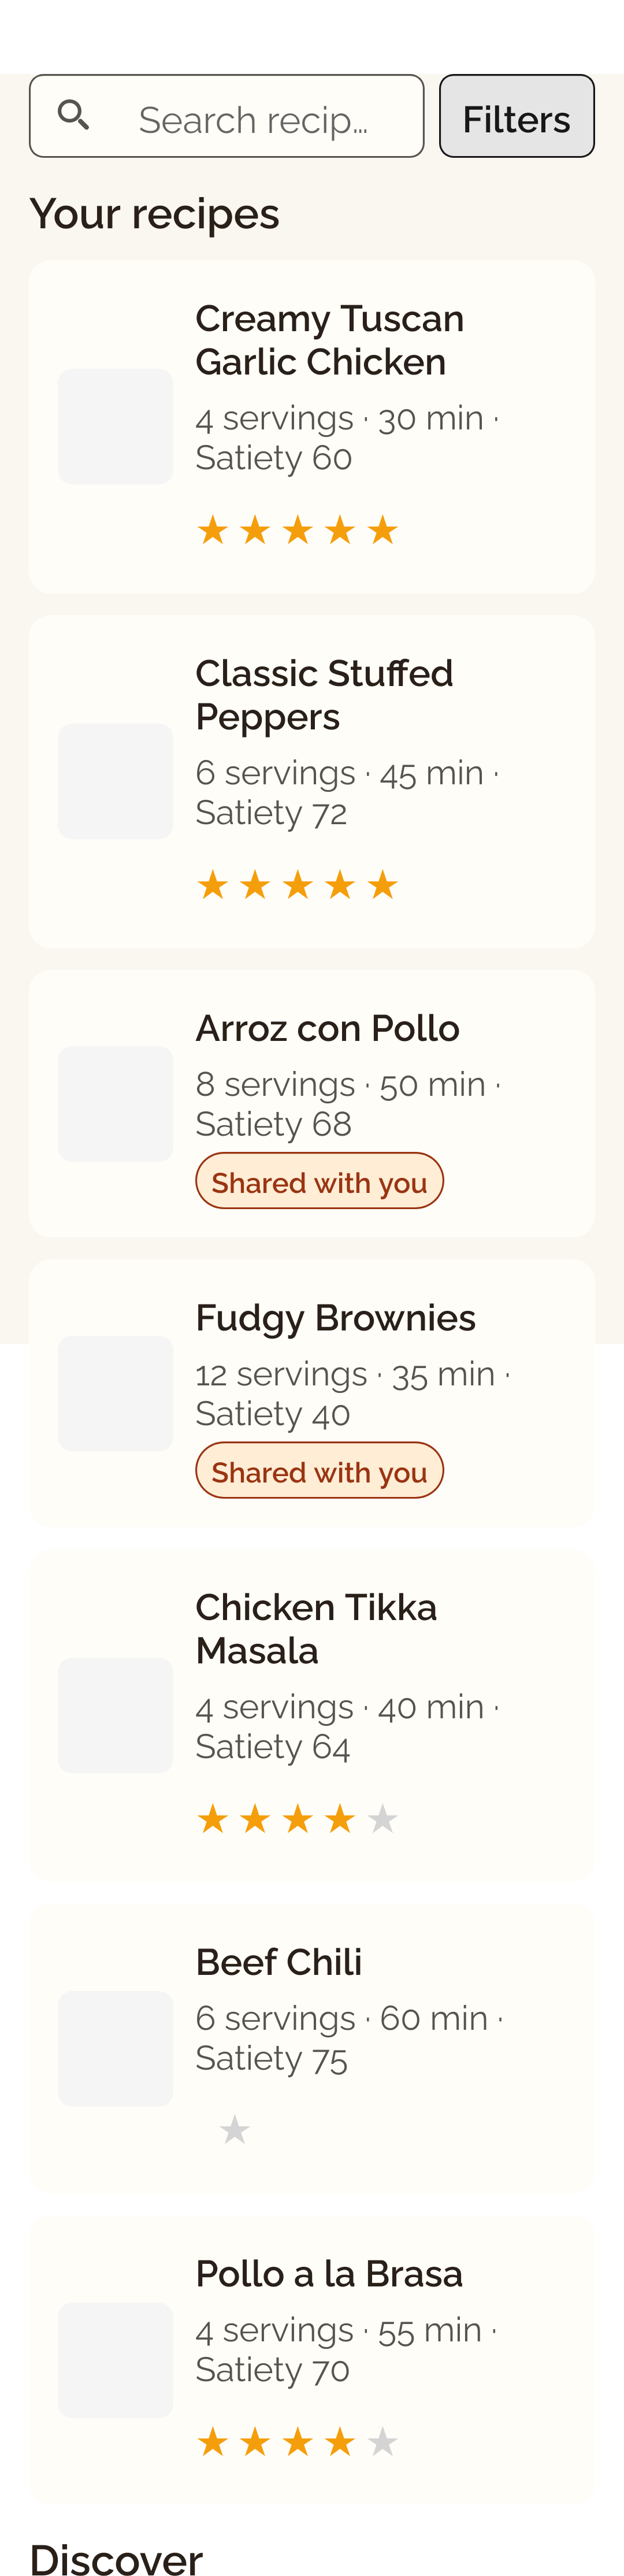 Search recip...
Filters
Your recipes
Creamy Tuscan
Garlic Chicken
4 servings · 30 min ·
Satiety 60
Classic Stuffed
Peppers
6 servings · 45 min ·
Satiety 72
Arroz con Pollo
8 servings · 50 min ·
Satiety 68
Shared with you
Fudgy Brownies
12 servings · 35 min ·
Satiety 40
Shared with you
Chicken Tikka
Masala
4 servings · 40 min ·
Satiety 64
Beef Chili
6 servings · 60 min ·
Satiety 75
Pollo a la Brasa
4 servings · 55 min ·
Satiety 70
Discover